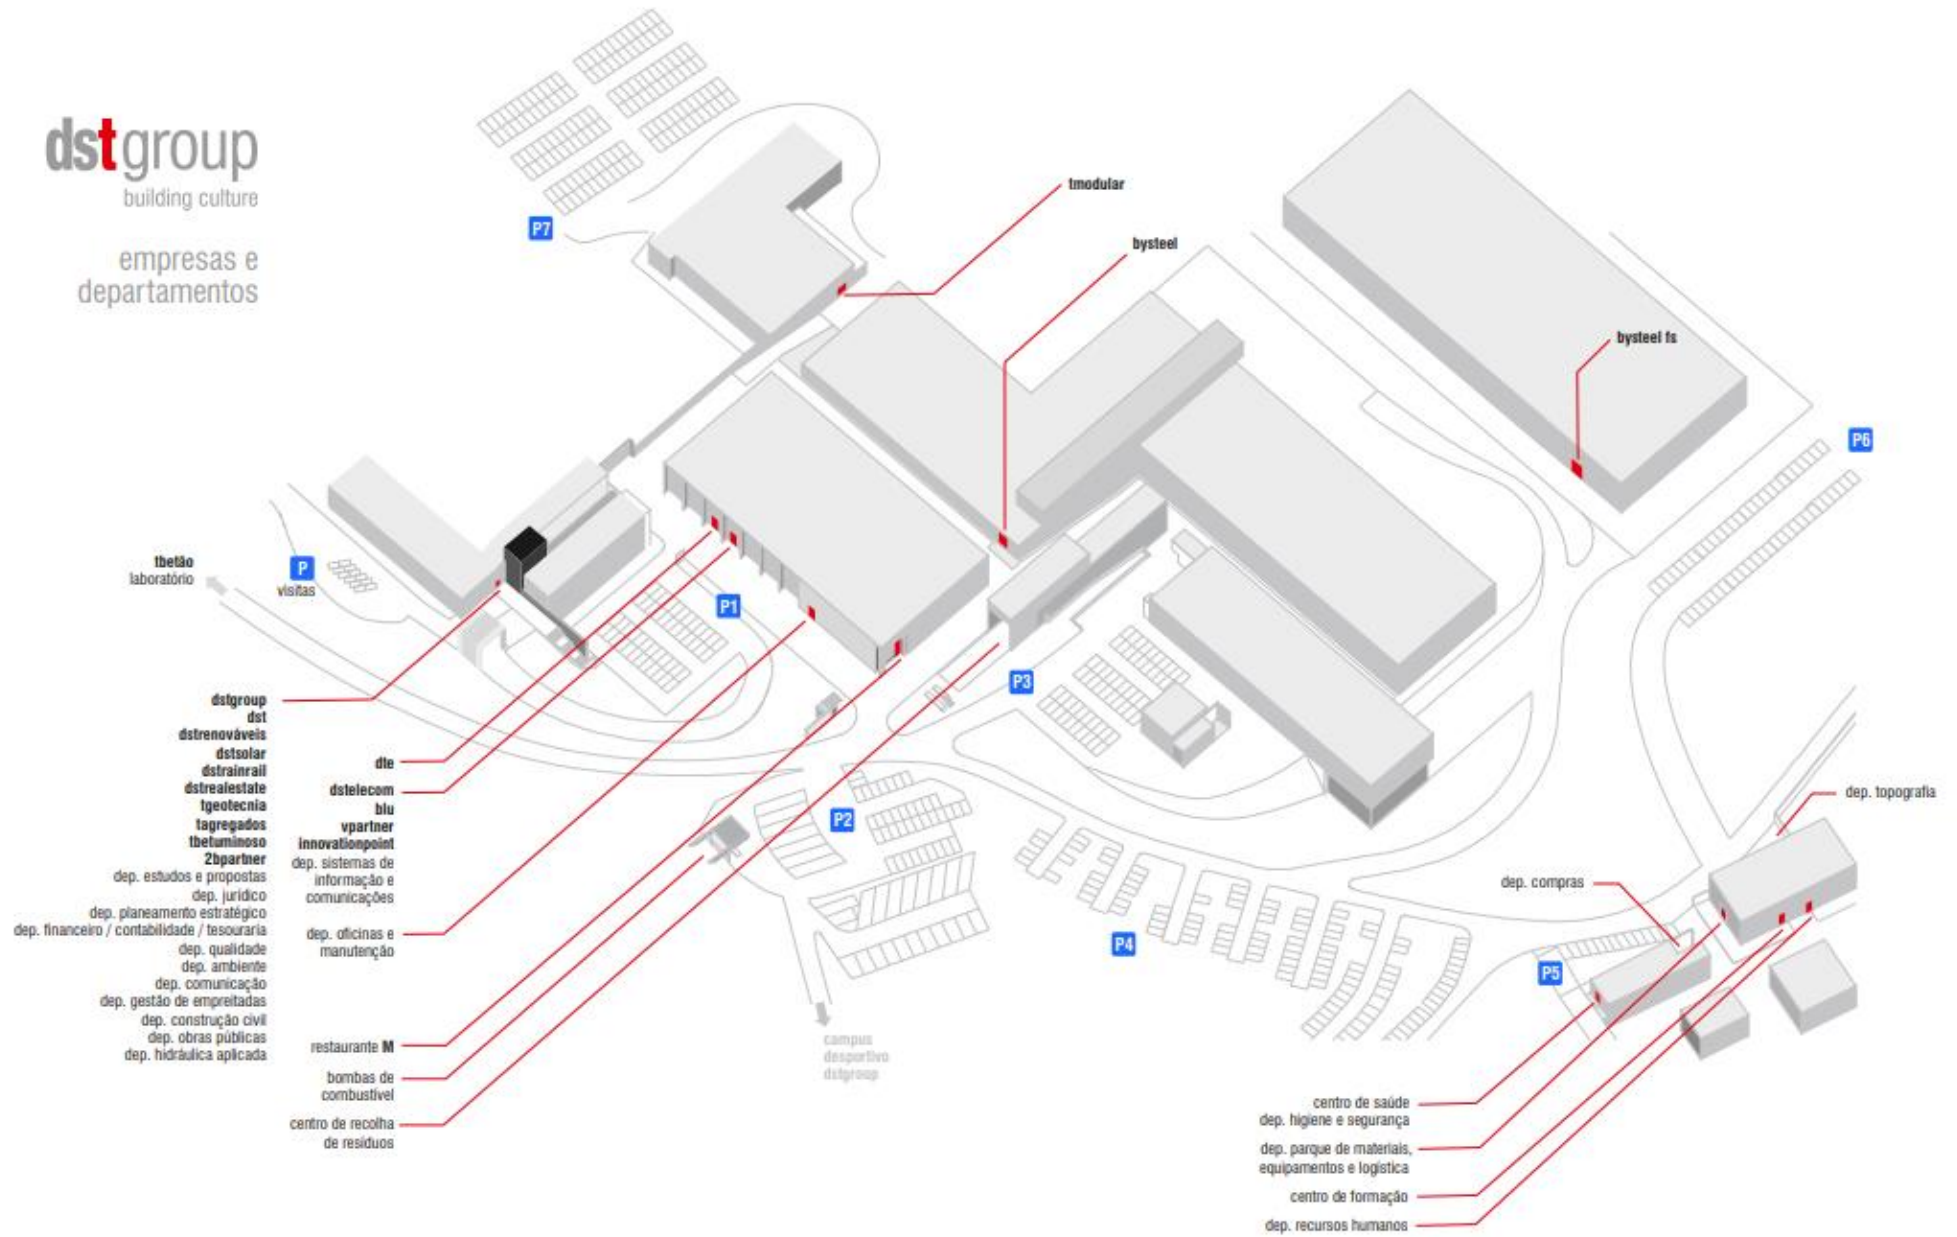 dstgroup
building culture
empresas e
departamentos
P7
tmodular
bysteel
bysteel fs
P6
tbetão
laboratório
P
visitas
P1
P3
P2
P4
P5
dstgroup
dst
dstrenováveis
dstsolar
dstrainrail
dstrealestate
tgeotecnia
tagregados
tbetuminoso
2bpartner
dep. estudos e propostas
dep. jurídico
dep. planeamento estratégico
dep. financeiro / contabilidade / tesouraria
dep. qualidade
dep. ambiente
dep. comunicação
dep. gestão de empreitadas
dep. construção civil
dep. obras públicas
dep. hidráulica aplicada
dte
dstelecom
blu
vpartner
innovationpoint
dep. sistemas de
informação e
comunicações
dep. oficinas e
manutenção
restaurante M
bombas de
combustível
centro de recolha
de resíduos
campus
desportivo
dstgroup
dep. topografia
dep. compras
centro de saúde
dep. higiene e segurança
dep. parque de materiais,
equipamentos e logística
centro de formação
dep. recursos humanos